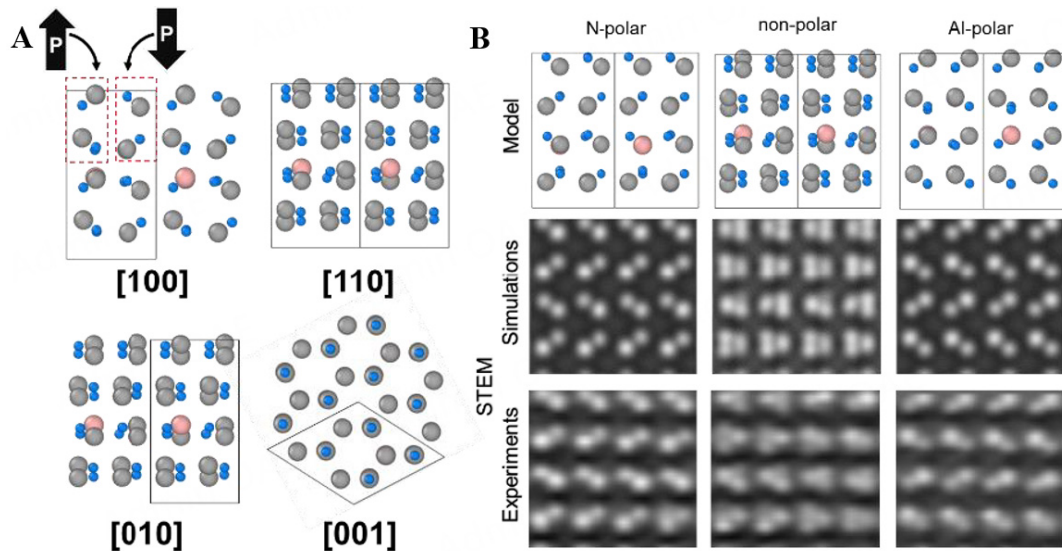 A
P
P
[100]
[110]
[010]
[001]
B
N-polar
non-polar
Al-polar
Model
Simulations
STEM
Experiments